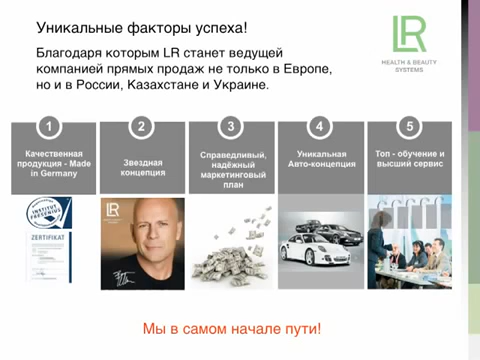 Уникальные факторы успеха!
Благодаря которым LR станет ведущей
компанией прямых продаж не только в Европе,
но и в России, Казахстане и Украине.
LR
HEALTH & BEAUTY
SYSTEMS
1
Качественная
продукция - Made
in Germany
2
Звездная
концепция
3
Справедливый,
надёжный
маркетинговый
план
4
Уникальная
Авто-концепция
5
Топ - обучение и
высший сервис
INSTITUT
FRESENIUS
ZERTIFIKAT
LR
Мы в самом начале пути!